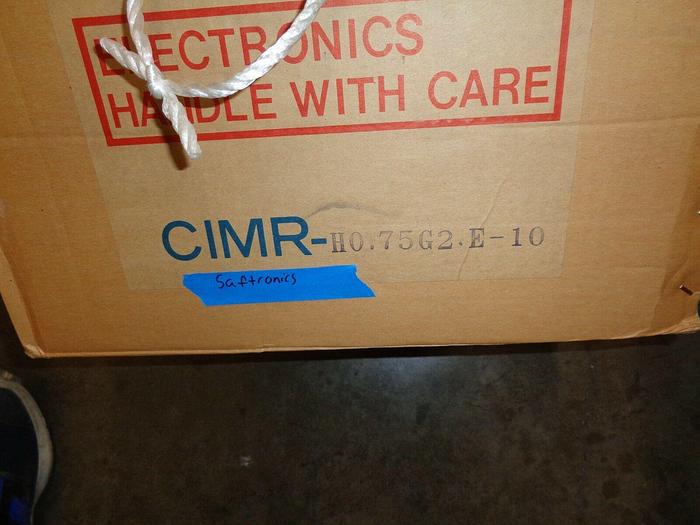 ELECTRONICS
HANDLE WITH CARE
CIMR-H0.75G2.E-10
Saftronics